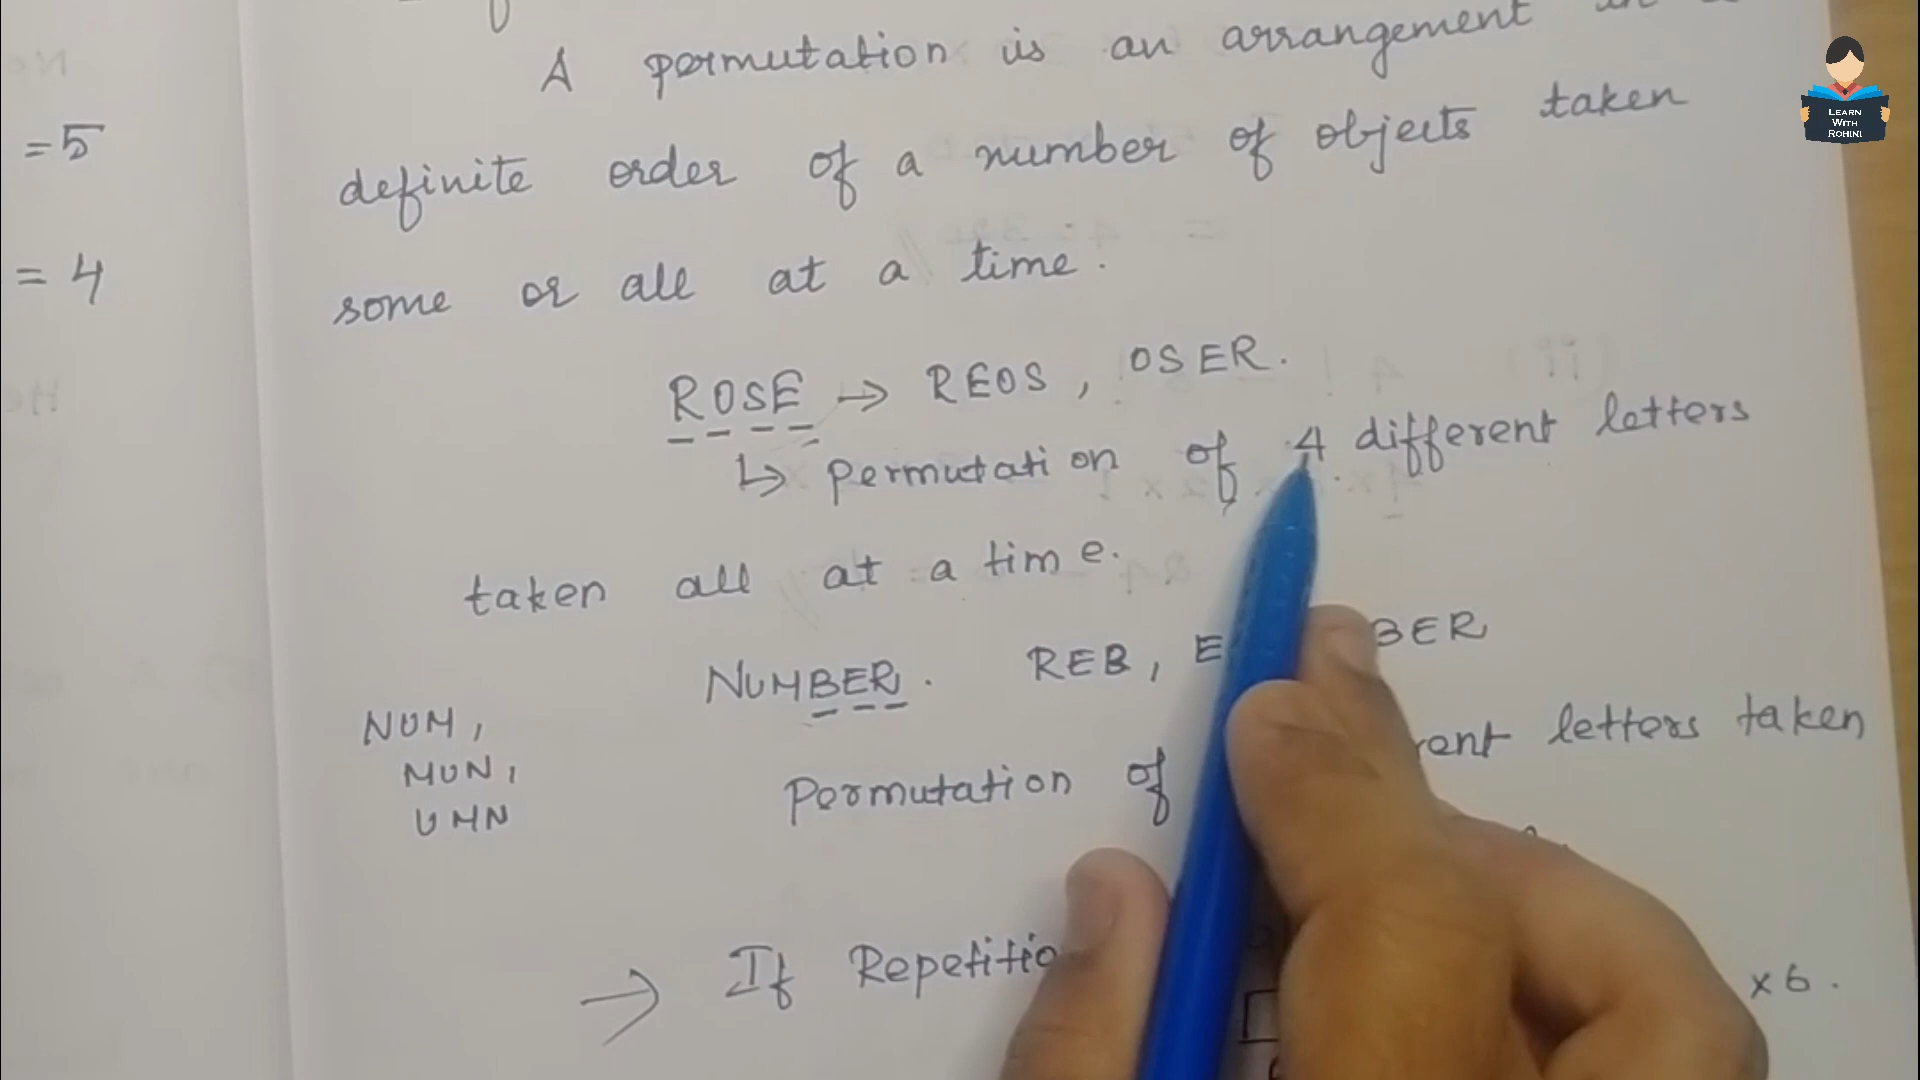 A permutation is an arrangement in a
definite order of a number of objects taken
some or all at a time.
ROSE → REOS, OSER.
↳ permutation of 4 different letters
taken all at a time.
NUMBER. REB, BER
NUM,
MUN,
UMN
Permutation of letters taken
→ If
x 6.
= 5
= 4
LEARN
WITH
ROHINI